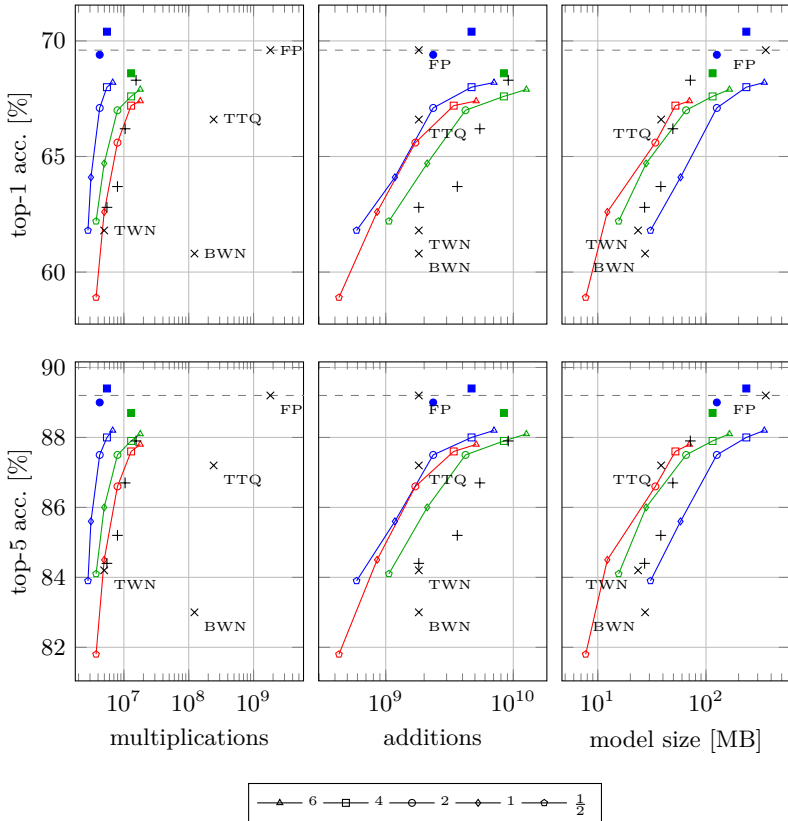 top-1 acc. [%]
70
65
60
FP
TTQ
TWN
BWN
FP
TTQ
TWN
BWN
FP
TTQ
TWN
BWN
top-5 acc. [%]
90
88
86
84
82
FP
TTQ
TWN
BWN
FP
TTQ
TWN
BWN
FP
TTQ
TWN
BWN
10^7 10^8 10^9
10^9 10^10
10^1 10^2
multiplications
additions
model size [MB]
6 4 2 1 1/2